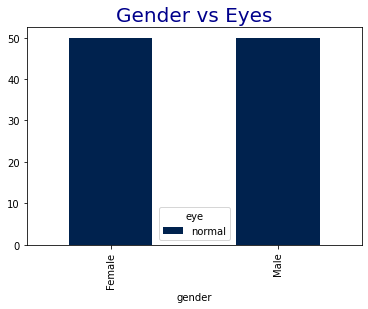 Gender vs Eyes
50
40
30
20
10
0
eye
normal
Female
Male
gender